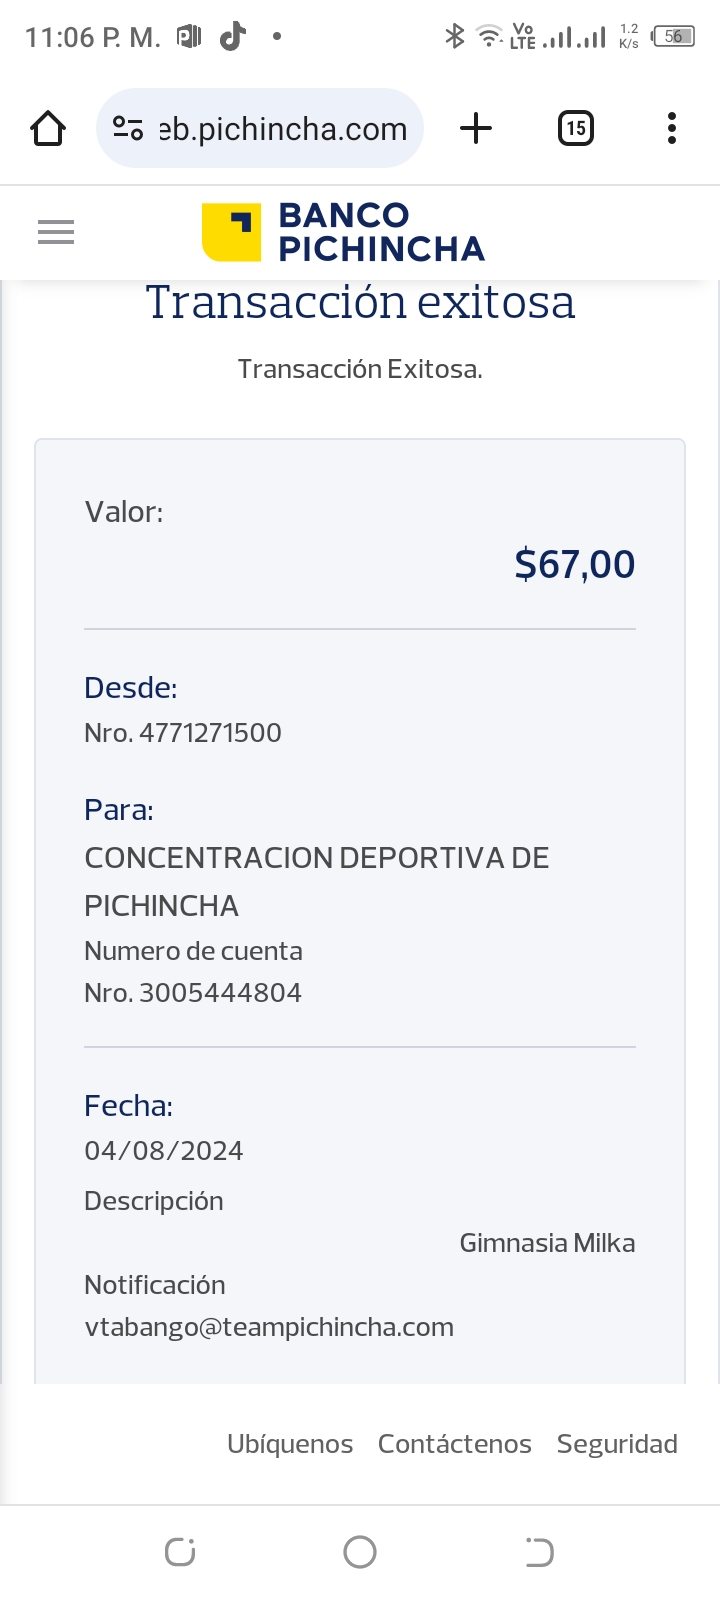 11:06 P. M.
Vo
LTE
1.2
K/s
56
eb.pichincha.com
15
BANCO
PICHINCHA
Transacción exitosa
Transacción Exitosa.
Valor:
$67,00
Desde:
Nro. 4771271500
Para:
CONCENTRACION DEPORTIVA DE
PICHINCHA
Numero de cuenta
Nro. 3005444804
Fecha:
04/08/2024
Descripción
Gimnasia Milka
Notificación
vtabango@teampichincha.com
Ubíquenos Contáctenos Seguridad